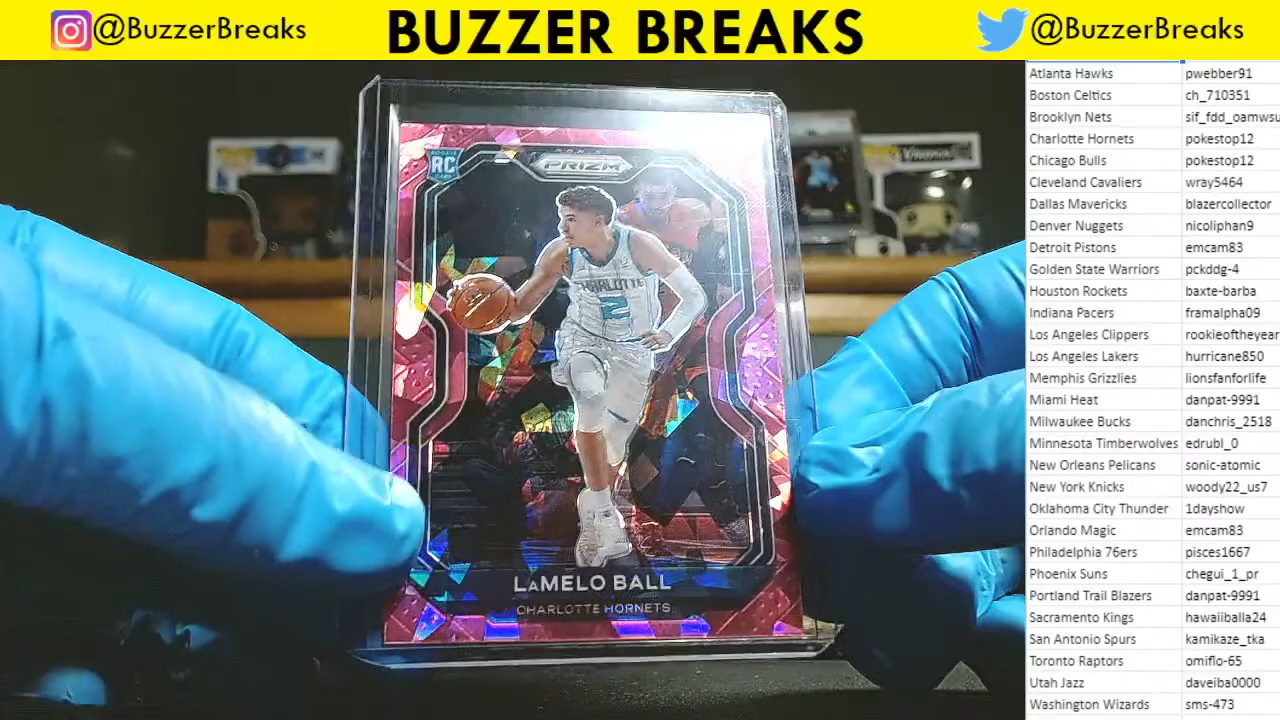 @BuzzerBreaks
BUZZER BREAKS
@BuzzerBreaks
ROOKIE
RC
CARD
PANINI
PRIZM
CHARLOTTE
2
LAMELO BALL
CHARLOTTE HORNETS
Atlanta Hawks pwebber91
Boston Celtics ch_710351
Brooklyn Nets sif_fdd_oamwsu
Charlotte Hornets pokestop12
Chicago Bulls pokestop12
Cleveland Cavaliers wray5464
Dallas Mavericks blazercollector
Denver Nuggets nicoliphan9
Detroit Pistons emcam83
Golden State Warriors pckddg-4
Houston Rockets baxte-barba
Indiana Pacers framalpha09
Los Angeles Clippers rookieoftheyear
Los Angeles Lakers hurricane850
Memphis Grizzlies lionsfanforlife
Miami Heat danpat-9991
Milwaukee Bucks danchris_2518
Minnesota Timberwolves edrubl_0
New Orleans Pelicans sonic-atomic
New York Knicks woody22_us7
Oklahoma City Thunder 1dayshow
Orlando Magic emcam83
Philadelphia 76ers pisces1667
Phoenix Suns chegui_1_pr
Portland Trail Blazers danpat-9991
Sacramento Kings hawaiiballa24
San Antonio Spurs kamikaze_tka
Toronto Raptors omiflo-65
Utah Jazz daveiba0000
Washington Wizards sms-473